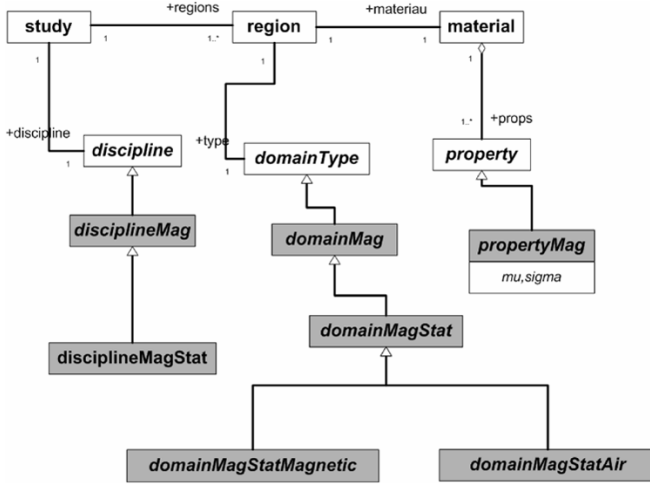 +regions
+materiau
study
region
material
1
1..*
1
1
1
1
1
1..*
+props
+discipline
1
discipline
+type
1
domainType
property
disciplineMag
domainMag
propertyMag
mu,sigma
domainMagStat
disciplineMagStat
domainMagStatMagnetic
domainMagStatAir